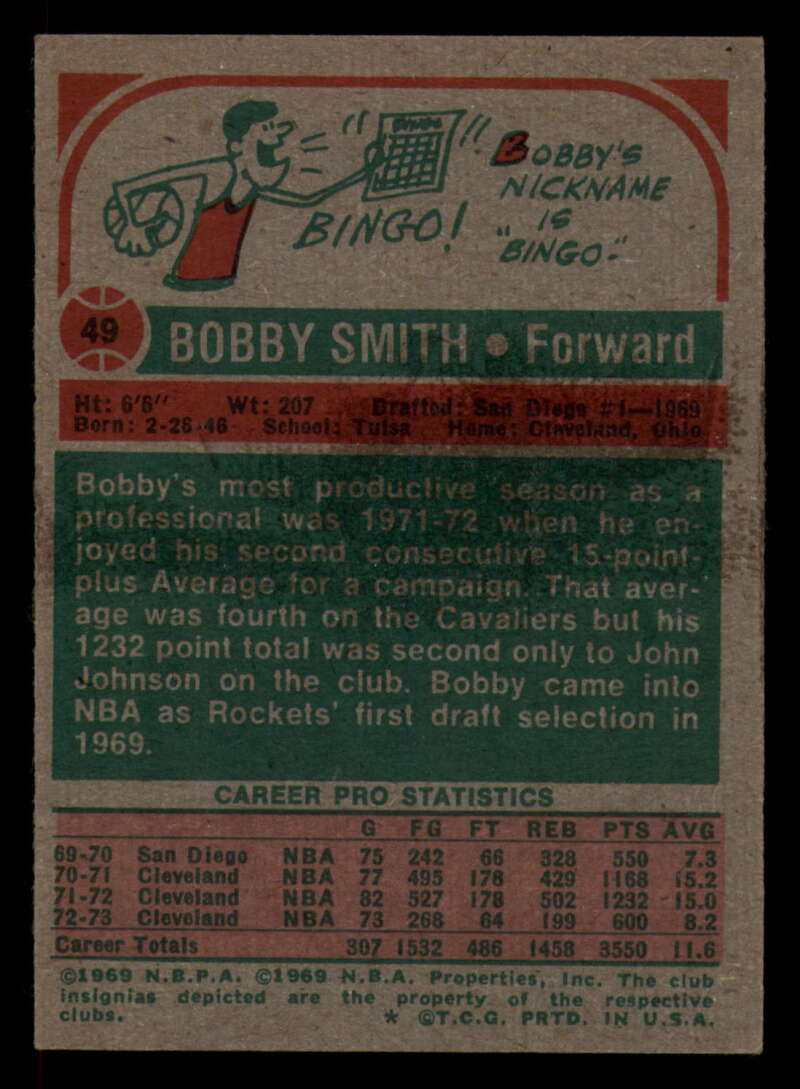 BINGO
"BINGO!"
BOBBY'S
NICKNAME
IS
"BINGO."
49
BOBBY SMITH • Forward
Ht: 6'6" Wt: 207 Drafted: San Diego #1—1969
Born: 2-26-46 School: Tulsa Home: Cleveland, Ohio
Bobby's most productive season as a
professional was 1971-72 when he en-
joyed his second consecutive 15-point-
plus Average for a campaign. That aver-
age was fourth on the Cavaliers but his
1232 point total was second only to John
Johnson on the club. Bobby came into
NBA as Rockets' first draft selection in
1969.
CAREER PRO STATISTICS
G FG FT REB PTS AVG
69-70 San Diego NBA 75 242 66 328 550 7.3
70-71 Cleveland NBA 77 495 178 429 1168 15.2
71-72 Cleveland NBA 82 527 178 502 1232 15.0
72-73 Cleveland NBA 73 268 64 199 600 8.2
Career Totals 307 1532 486 1458 3550 11.6
©1969 N.B.P.A. ©1969 N.B.A. Properties, Inc. The club
insignias depicted are the property of the respective
clubs. * ©T.C.G. PRTD. IN U.S.A.